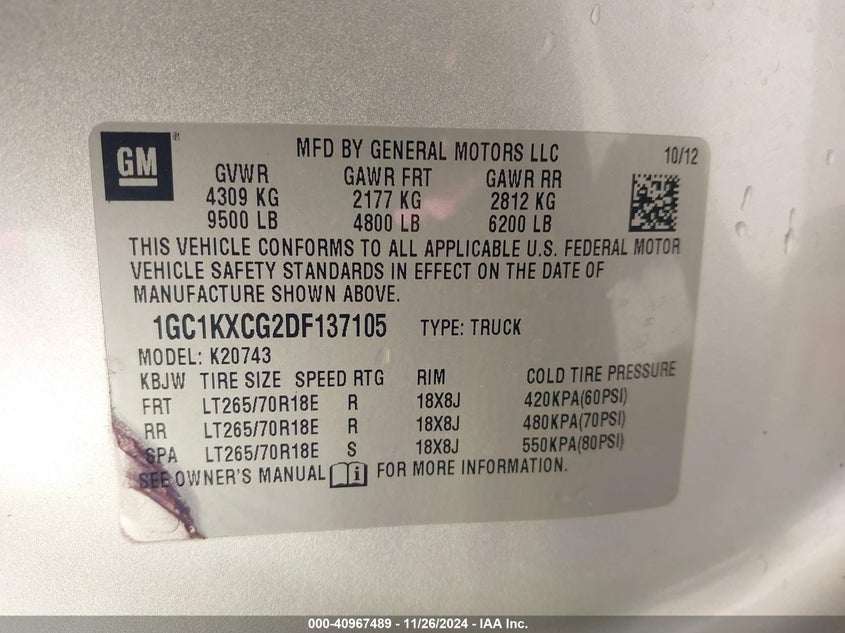 GM®
MFD BY GENERAL MOTORS LLC 10/12
GVWR GAWR FRT GAWR RR
4309 KG 2177 KG 2812 KG
9500 LB 4800 LB 6200 LB
THIS VEHICLE CONFORMS TO ALL APPLICABLE U.S. FEDERAL MOTOR
VEHICLE SAFETY STANDARDS IN EFFECT ON THE DATE OF
MANUFACTURE SHOWN ABOVE.
1GC1KXCG2DF137105 TYPE: TRUCK
MODEL: K20743
KBJW TIRE SIZE SPEED RTG RIM COLD TIRE PRESSURE
FRT LT265/70R18E R 18X8J 420KPA(60PSI)
RR LT265/70R18E R 18X8J 480KPA(70PSI)
SPA LT265/70R18E S 18X8J 550KPA(80PSI)
SEE OWNER'S MANUAL i FOR MORE INFORMATION.
000-40967489 - 11/26/2024 - IAA Inc.